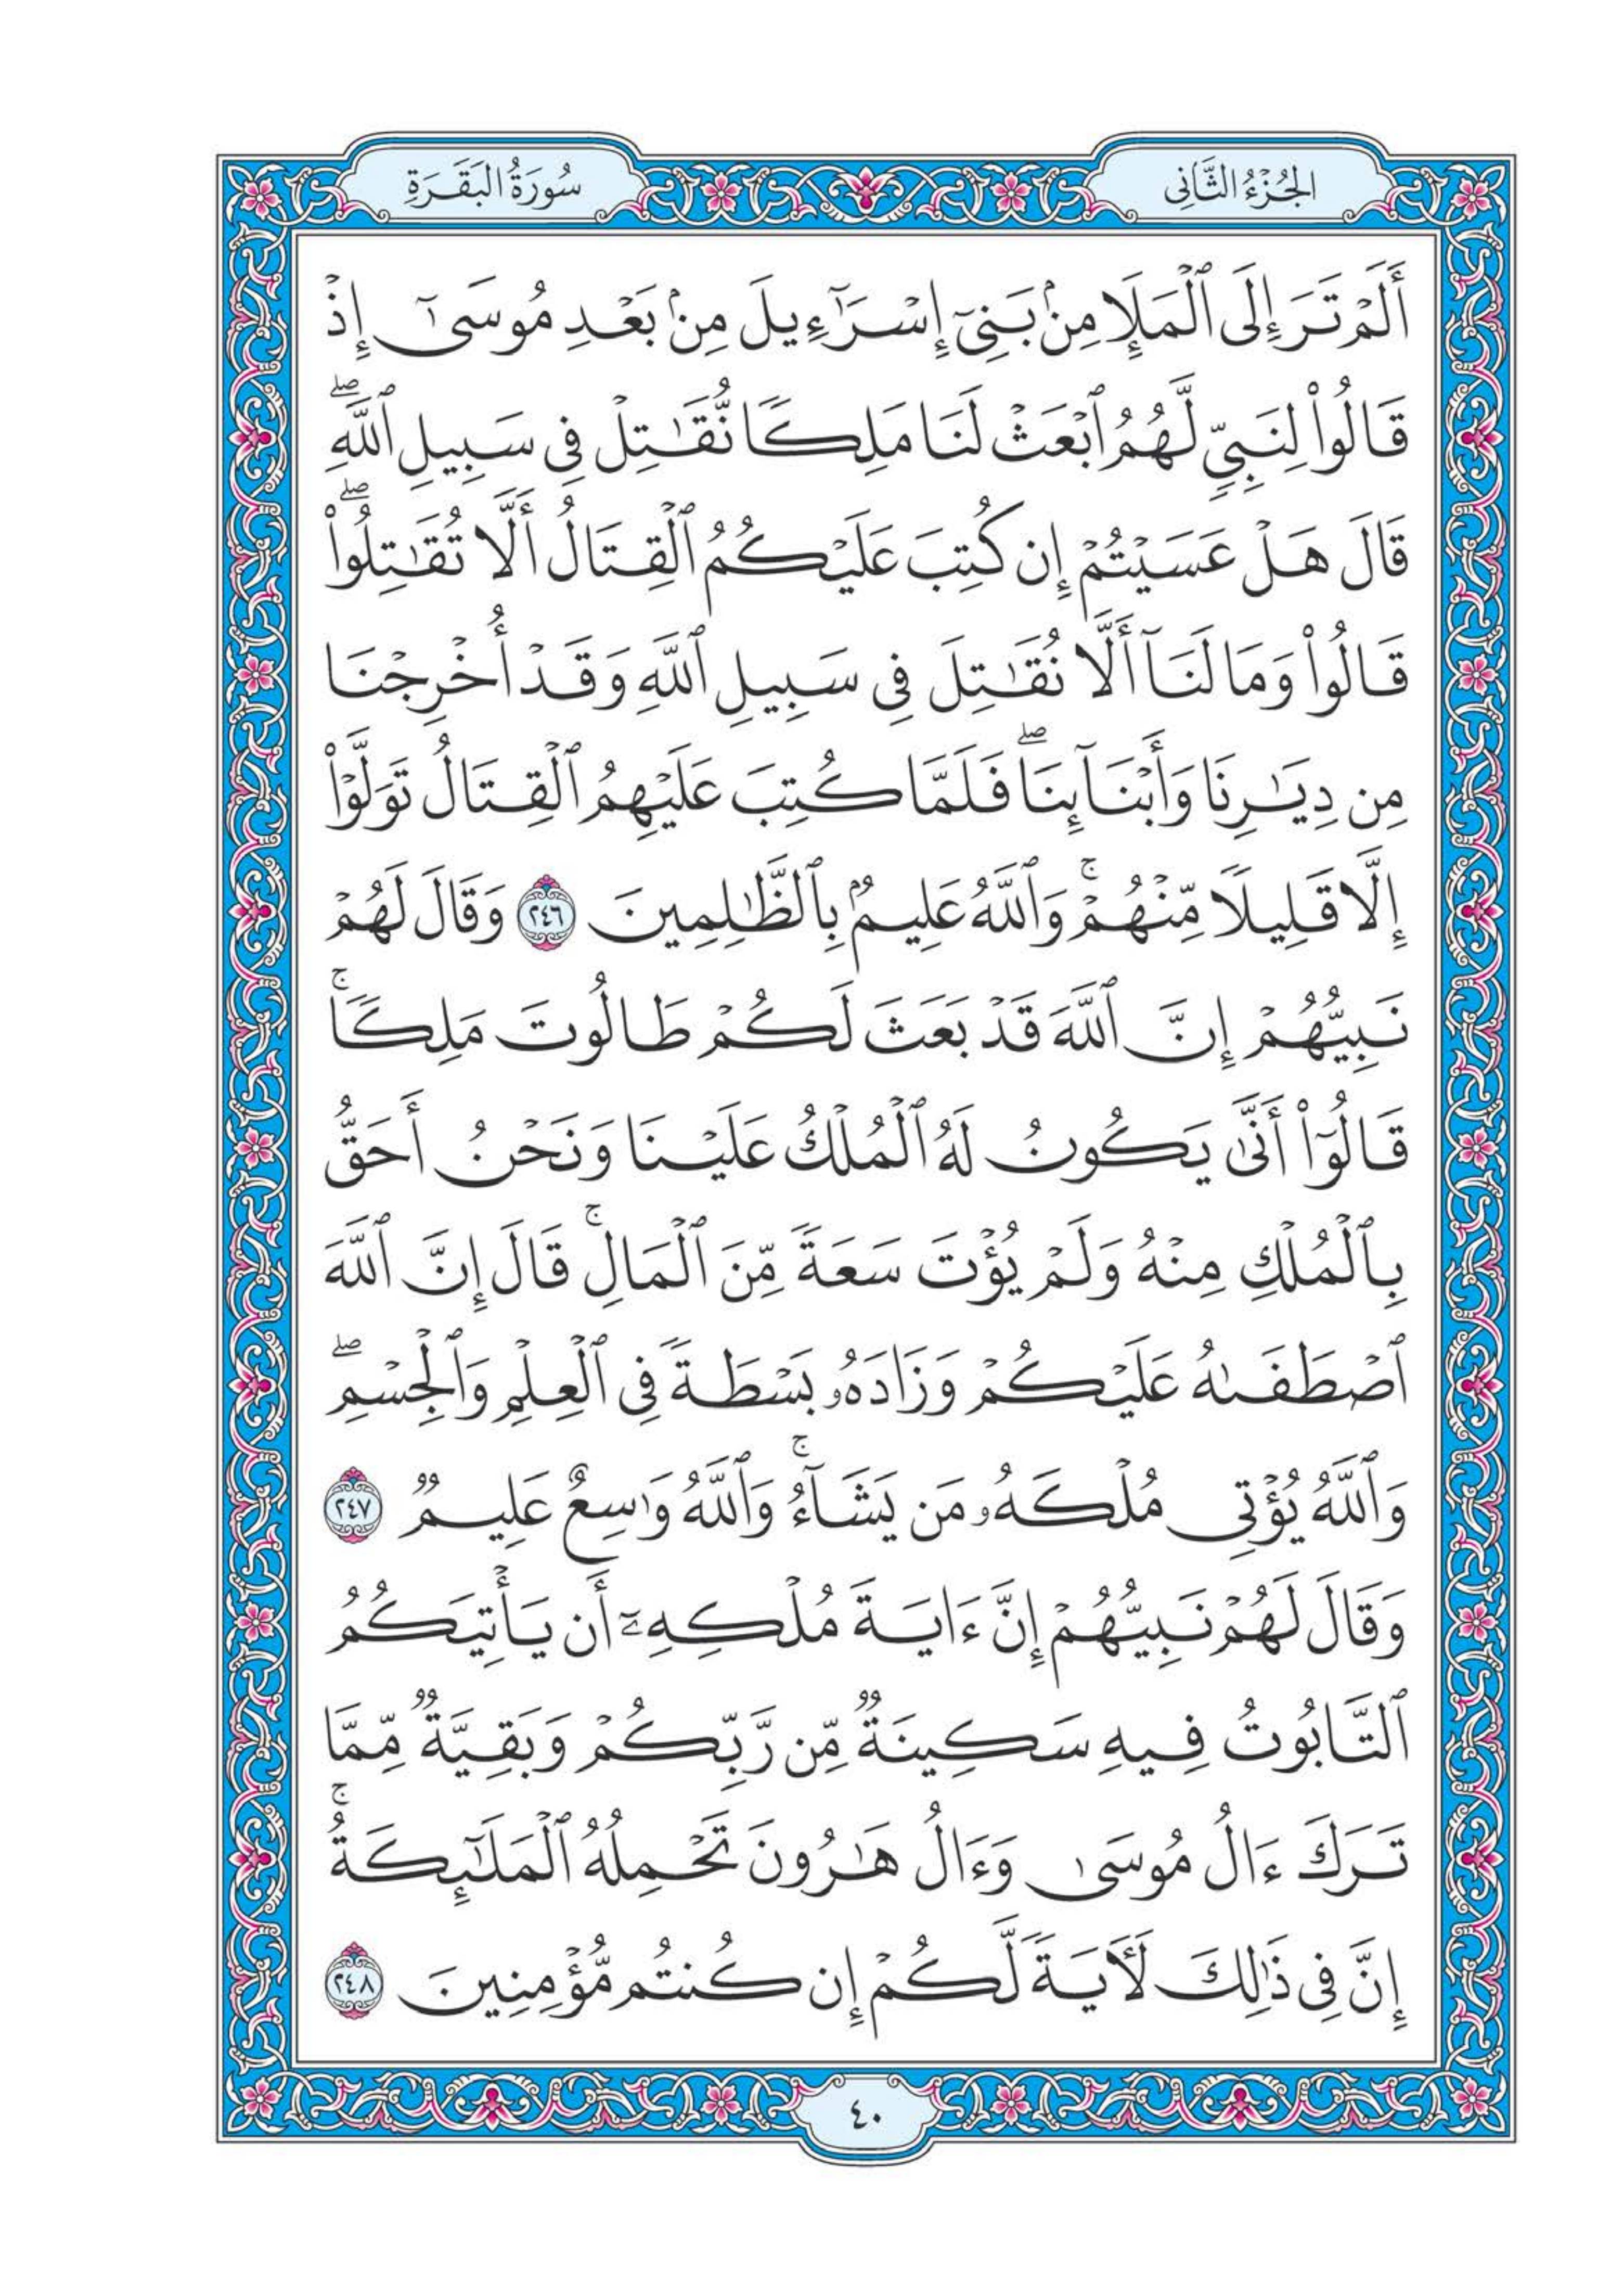 الجُزْءُ الثَّانِى
سُورَةُ البَقَرَةِ
أَلَمْ تَرَ إِلَى ٱلْمَلَإِ مِنۢ بَنِىٓ إِسْرَٰٓءِيلَ مِنۢ بَعْدِ مُوسَىٰٓ إِذْ
قَالُوا۟ لِنَبِىٍّ لَّهُمُ ٱبْعَثْ لَنَا مَلِكًا نُّقَٰتِلْ فِى سَبِيلِ ٱللَّهِ ۖ
قَالَ هَلْ عَسَيْتُمْ إِن كُتِبَ عَلَيْكُمُ ٱلْقِتَالُ أَلَّا تُقَٰتِلُوا۟ ۖ
قَالُوا۟ وَمَا لَنَآ أَلَّا نُقَٰتِلَ فِى سَبِيلِ ٱللَّهِ وَقَدْ أُخْرِجْنَا
مِن دِيَٰرِنَا وَأَبْنَآئِنَا ۖ فَلَمَّا كُتِبَ عَلَيْهِمُ ٱلْقِتَالُ تَوَلَّوْا۟
إِلَّا قَلِيلًا مِّنْهُمْ ۚ وَٱللَّهُ عَلِيمٌۢ بِٱلظَّٰلِمِينَ ٢٤٦ وَقَالَ لَهُمْ
نَبِيُّهُمْ إِنَّ ٱللَّهَ قَدْ بَعَثَ لَكُمْ طَالُوتَ مَلِكًا ۚ
قَالُوٓا۟ أَنَّىٰ يَكُونُ لَهُ ٱلْمُلْكُ عَلَيْنَا وَنَحْنُ أَحَقُّ
بِٱلْمُلْكِ مِنْهُ وَلَمْ يُؤْتَ سَعَةً مِّنَ ٱلْمَالِ ۚ قَالَ إِنَّ ٱللَّهَ
ٱصْطَفَىٰهُ عَلَيْكُمْ وَزَادَهُۥ بَسْطَةً فِى ٱلْعِلْمِ وَٱلْجِسْمِ ۖ
وَٱللَّهُ يُؤْتِى مُلْكَهُۥ مَن يَشَآءُ ۚ وَٱللَّهُ وَٰسِعٌ عَلِيمٌ ٢٤٧
وَقَالَ لَهُمْ نَبِيُّهُمْ إِنَّ ءَايَةَ مُلْكِهِۦٓ أَن يَأْتِيَكُمُ
ٱلتَّابُوتُ فِيهِ سَكِينَةٌ مِّن رَّبِّكُمْ وَبَقِيَّةٌ مِّمَّا
تَرَكَ ءَالُ مُوسَىٰ وَءَالُ هَٰرُونَ تَحْمِلُهُ ٱلْمَلَٰٓئِكَةُ ۚ
إِنَّ فِى ذَٰلِكَ لَءَايَةً لَّكُمْ إِن كُنتُم مُّؤْمِنِينَ ٢٤٨
٤٠